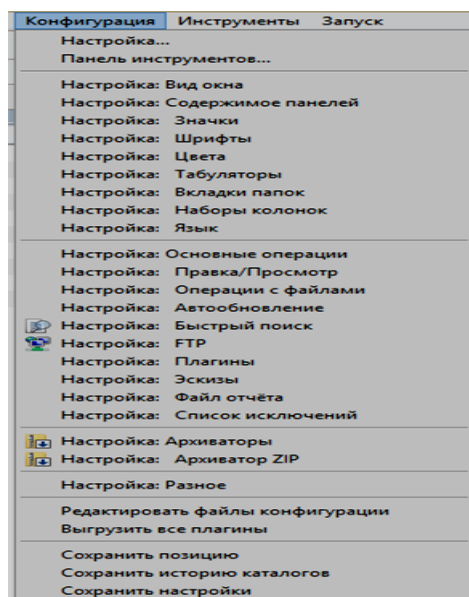 Конфигурация Инструменты Запуск
Настройка...
Панель инструментов...
Настройка: Вид окна
Настройка: Содержимое панелей
Настройка: Значки
Настройка: Шрифты
Настройка: Цвета
Настройка: Табуляторы
Настройка: Вкладки папок
Настройка: Наборы колонок
Настройка: Язык
Настройка: Основные операции
Настройка: Правка/Просмотр
Настройка: Операции с файлами
Настройка: Автообновление
Настройка: Быстрый поиск
Настройка: FTP
Настройка: Плагины
Настройка: Эскизы
Настройка: Файл отчёта
Настройка: Список исключений
Настройка: Архиваторы
Настройка: Архиватор ZIP
Настройка: Разное
Редактировать файлы конфигурации
Выгрузить все плагины
Сохранить позицию
Сохранить историю каталогов
Сохранить настройки